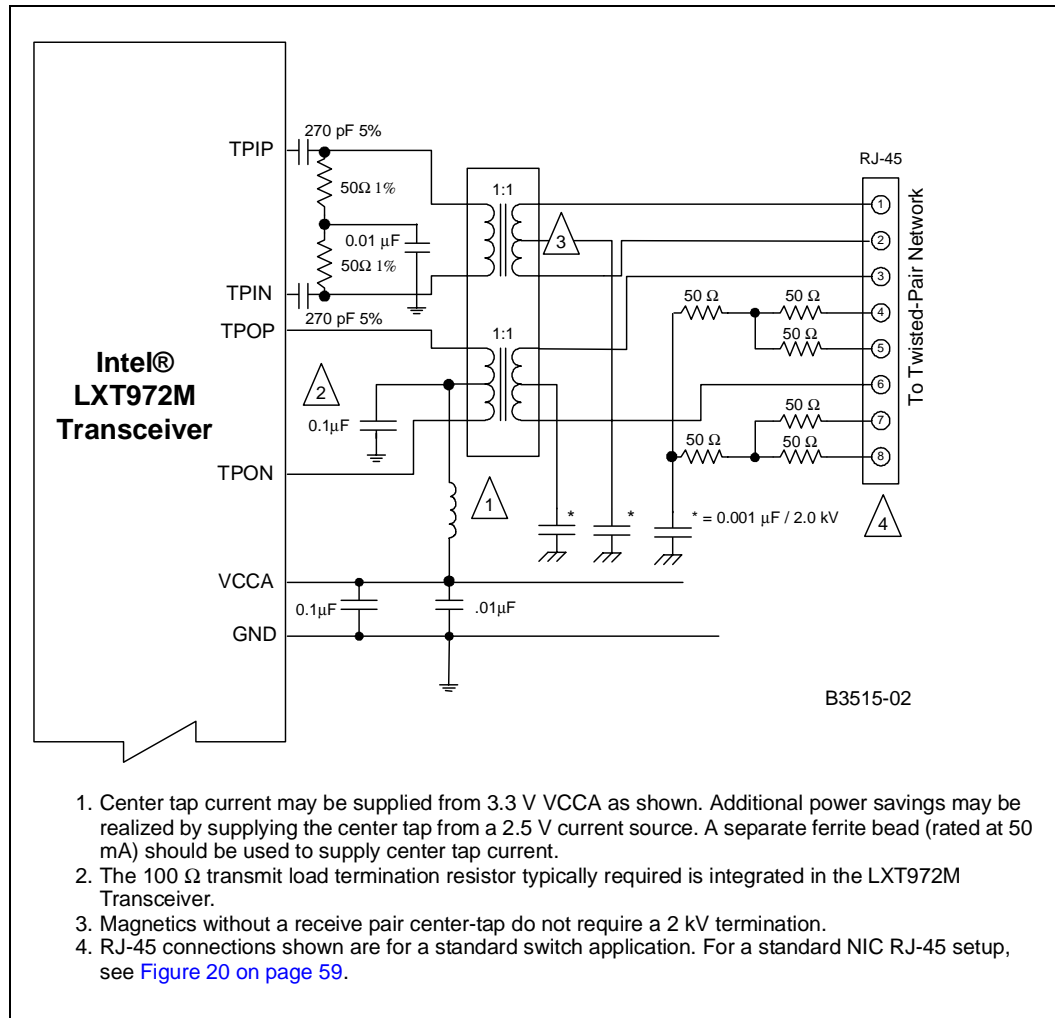 270 pF 5%
TPIP
RJ-45
1:1
50Ω 1%
1
3
2
0.01 µF
50Ω 1%
3
To Twisted-Pair Network
50 Ω
50 Ω
4
TPIN
270 pF 5%
TPOP
1:1
50 Ω
5
Intel®
LXT972M
Transceiver
2
6
50 Ω
7
0.1µF
50 Ω
50 Ω
8
TPON
1
*
*
* = 0.001 µF / 2.0 kV
4
VCCA
0.1µF
.01µF
GND
B3515-02
1. Center tap current may be supplied from 3.3 V VCCA as shown. Additional power savings may be
realized by supplying the center tap from a 2.5 V current source. A separate ferrite bead (rated at 50
mA) should be used to supply center tap current.
2. The 100 Ω transmit load termination resistor typically required is integrated in the LXT972M
Transceiver.
3. Magnetics without a receive pair center-tap do not require a 2 kV termination.
4. RJ-45 connections shown are for a standard switch application. For a standard NIC RJ-45 setup,
see Figure 20 on page 59.